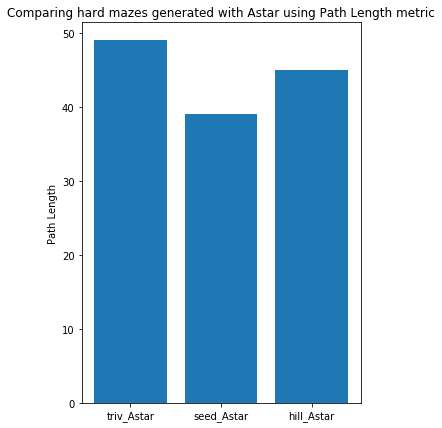 Comparing hard mazes generated with Astar using Path Length metric
50
40
30
20
10
0
Path Length
triv_Astar seed_Astar hill_Astar